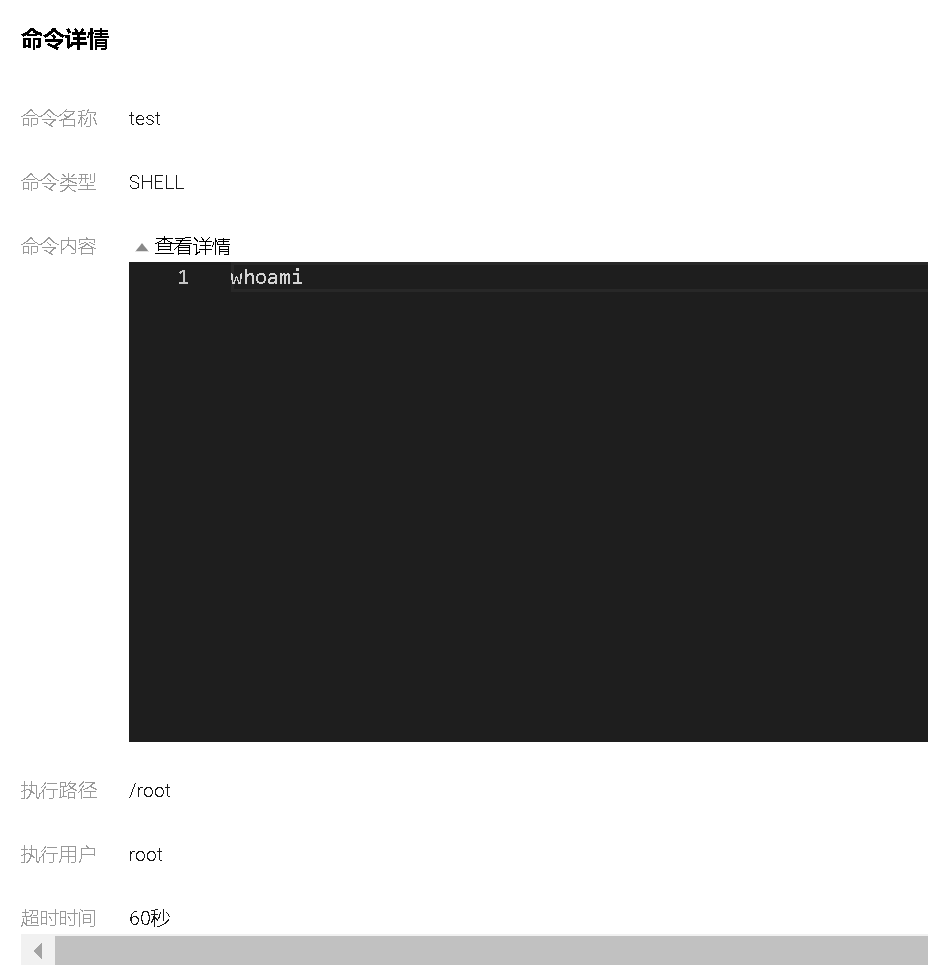 命令详情
命令名称 test
命令类型 SHELL
命令内容 查看详情
1 whoami
执行路径 /root
执行用户 root
超时时间 60秒